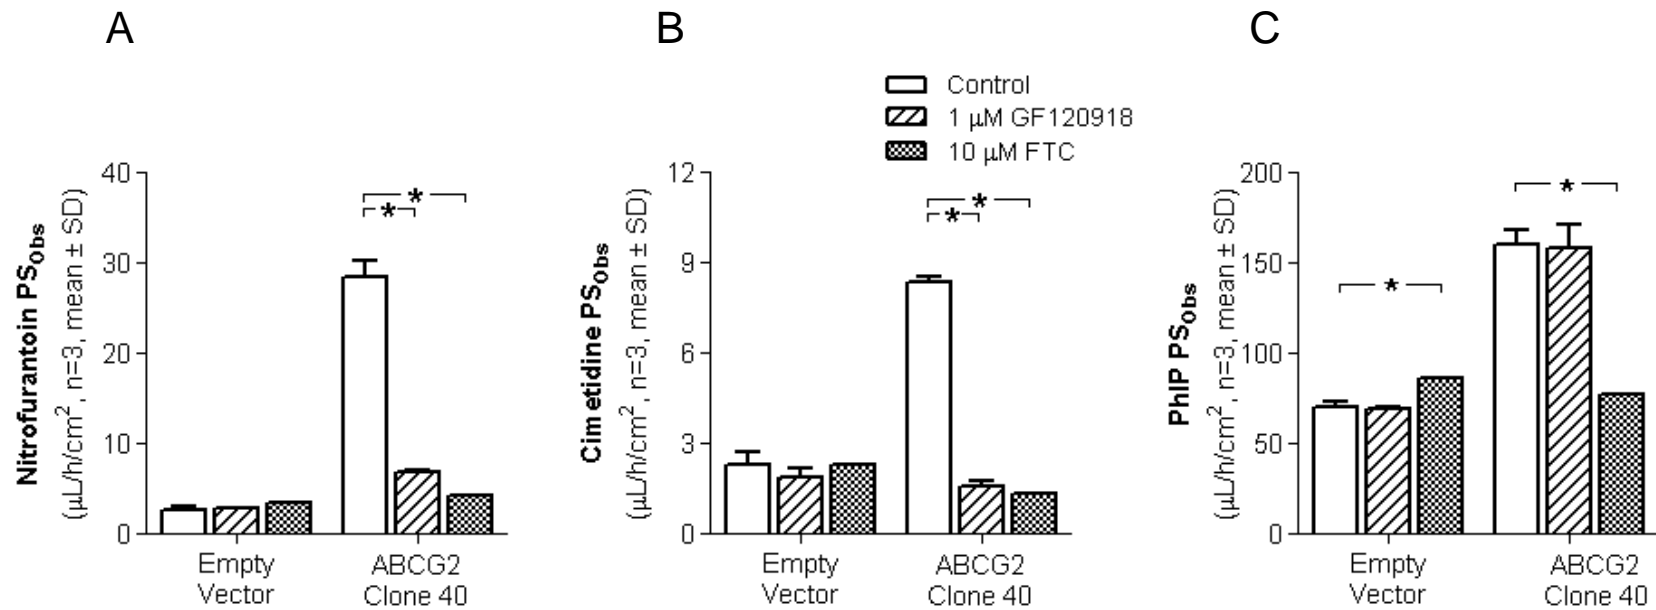 A
B
C
Control
1 µM GF120918
10 µM FTC
Nitrofurantoin PSObs
(µL/h/cm², n=3, mean ± SD)
40
30
20
10
0
*
*
Empty
Vector
ABCG2
Clone 40
Cim etidine PSObs
(µL/h/cm², n=3, mean ± SD)
12
9
6
3
0
*
*
Empty
Vector
ABCG2
Clone 40
PhIP PSObs
(µL/h/cm², n=3, mean ± SD)
200
150
100
50
0
*
*
Empty
Vector
ABCG2
Clone 40